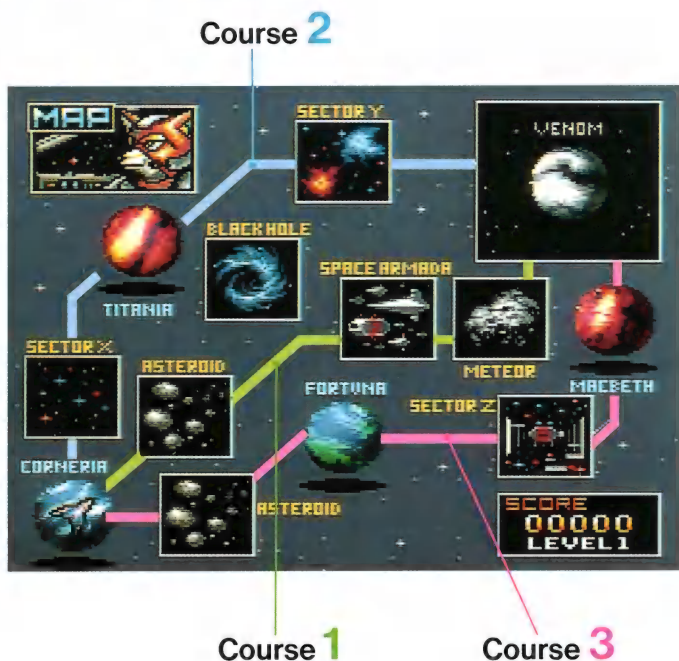 Course 2
MAP
SECTOR Y
VENOM
BLACK HOLE
SPACE ARMADA
TITANIA
SECTOR X
ASTEROID
METEOR
MACBETH
FORTUNA
SECTOR Z
CORNERIA
ASTEROID
SCORE
00000
LEVEL 1
Course 1
Course 3